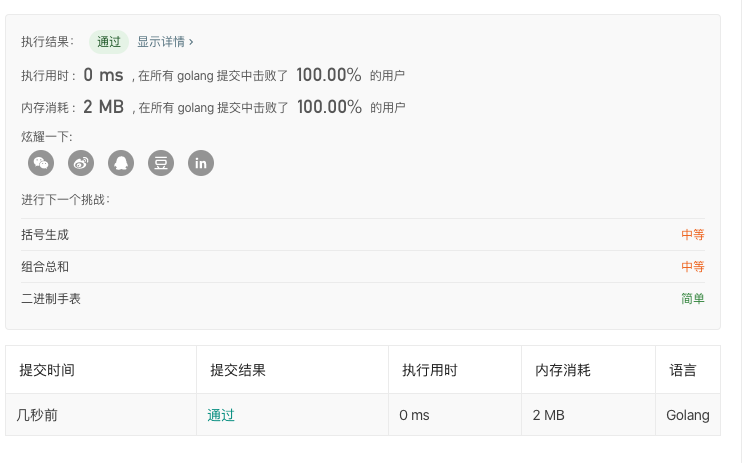 执行结果： 通过 显示详情 ›
执行用时 : 0 ms , 在所有 golang 提交中击败了 100.00% 的用户
内存消耗 : 2 MB , 在所有 golang 提交中击败了 100.00% 的用户
炫耀一下:
豆 in
进行下一个挑战：
括号生成 中等
组合总和 中等
二进制手表 简单
提交时间 提交结果 执行用时 内存消耗 语言
几秒前 通过 0 ms 2 MB Golang